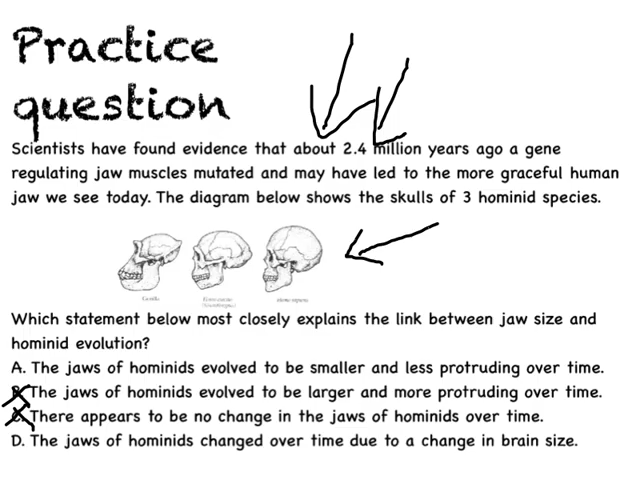 Practice
question
Scientists have found evidence that about 2.4 million years ago a gene
regulating jaw muscles mutated and may have led to the more graceful human
jaw we see today. The diagram below shows the skulls of 3 hominid species.
Gorilla
Homo sapiens
Which statement below most closely explains the link between jaw size and
hominid evolution?
A. The jaws of hominids evolved to be smaller and less protruding over time.
B. The jaws of hominids evolved to be larger and more protruding over time.
C. There appears to be no change in the jaws of hominids over time.
D. The jaws of hominids changed over time due to a change in brain size.